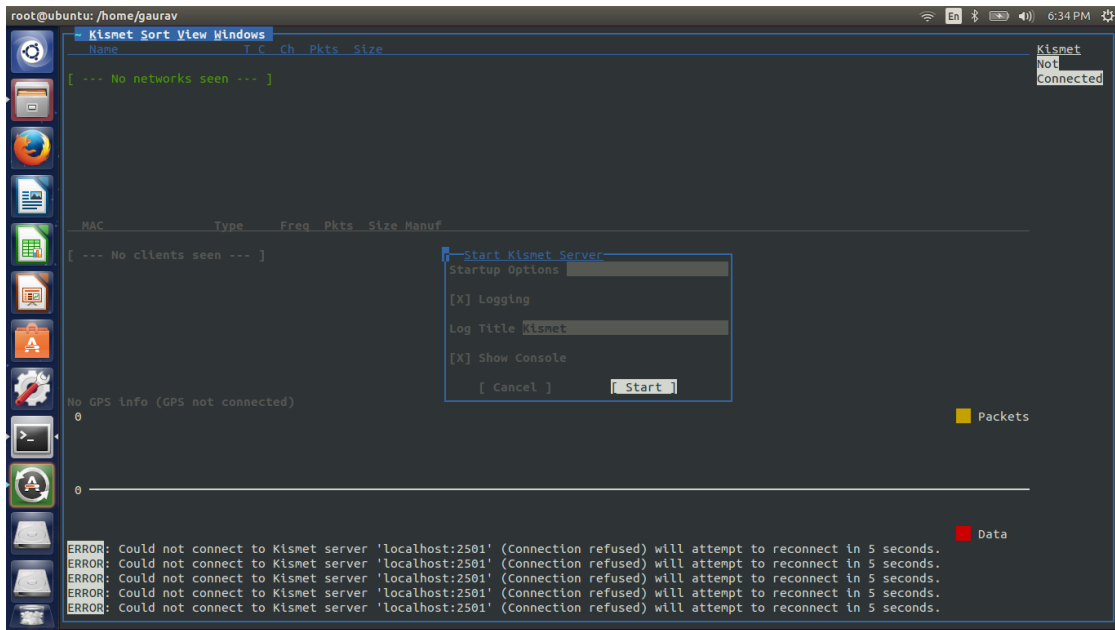 root@ubuntu: /home/gaurav En 6:34 PM
~ Kismet Sort View Windows
Name T C Ch Pkts Size Kismet
Not
[ --- No networks seen --- ] Connected
MAC Type Freq Pkts Size Manuf
[ --- No clients seen --- ] Start Kismet Server
Startup Options
[X] Logging
Log Title Kismet
[X] Show Console
[ Cancel ] [ Start ]
No GPS info (GPS not connected)
0 Packets
0
Data
ERROR: Could not connect to Kismet server 'localhost:2501' (Connection refused) will attempt to reconnect in 5 seconds.
ERROR: Could not connect to Kismet server 'localhost:2501' (Connection refused) will attempt to reconnect in 5 seconds.
ERROR: Could not connect to Kismet server 'localhost:2501' (Connection refused) will attempt to reconnect in 5 seconds.
ERROR: Could not connect to Kismet server 'localhost:2501' (Connection refused) will attempt to reconnect in 5 seconds.
ERROR: Could not connect to Kismet server 'localhost:2501' (Connection refused) will attempt to reconnect in 5 seconds.